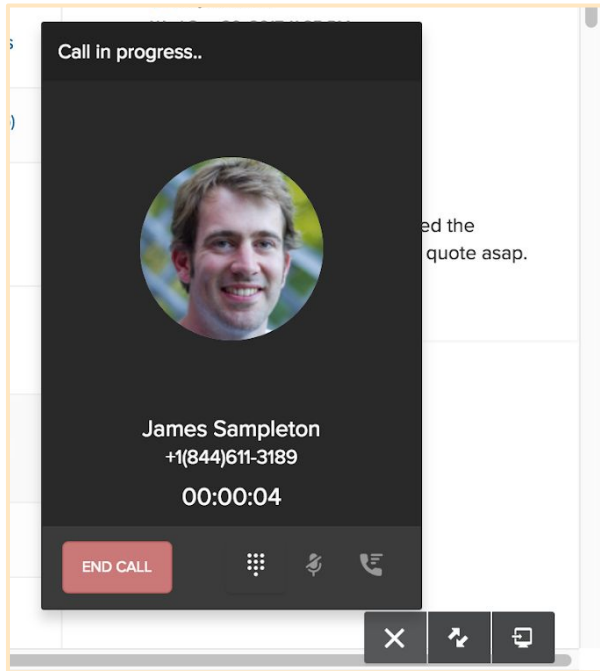 Call in progress..
)
ed the
quote asap.
James Sampleton
+1(844)611-3189
00:00:04
END CALL